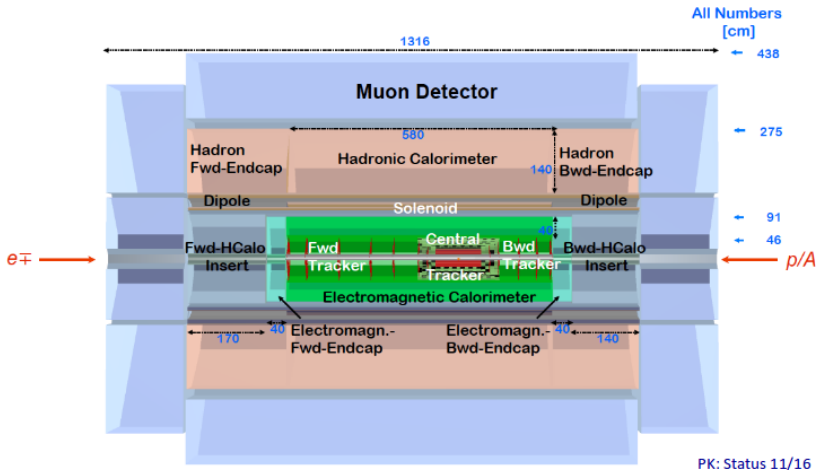 All Numbers
[cm]
1316
438
Muon Detector
580
275
Hadron
Fwd-Endcap
Hadronic Calorimeter
140
Hadron
Bwd-Endcap
Dipole
Dipole
Solenoid
91
40
46
Fwd-HCalo
Insert
Fwd
Tracker
Central
Tracker
Bwd
Tracker
Bwd-HCalo
Insert
e∓
p/A
Electromagnetic Calorimeter
40
Electromagn.-
Fwd-Endcap
Electromagn.-
Bwd-Endcap
40
170
140
PK: Status 11/16